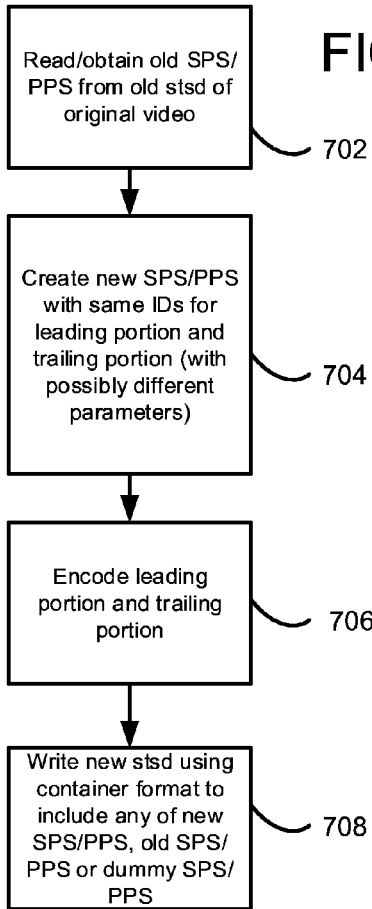 Read/obtain old SPS/
PPS from old stsd of
original video
702
Create new SPS/PPS
with same IDs for
leading portion and
trailing portion (with
possibly different
parameters)
704
Encode leading
portion and trailing
portion
706
Write new stsd using
container format to
include any of new
SPS/PPS, old SPS/
PPS or dummy SPS/
PPS
708